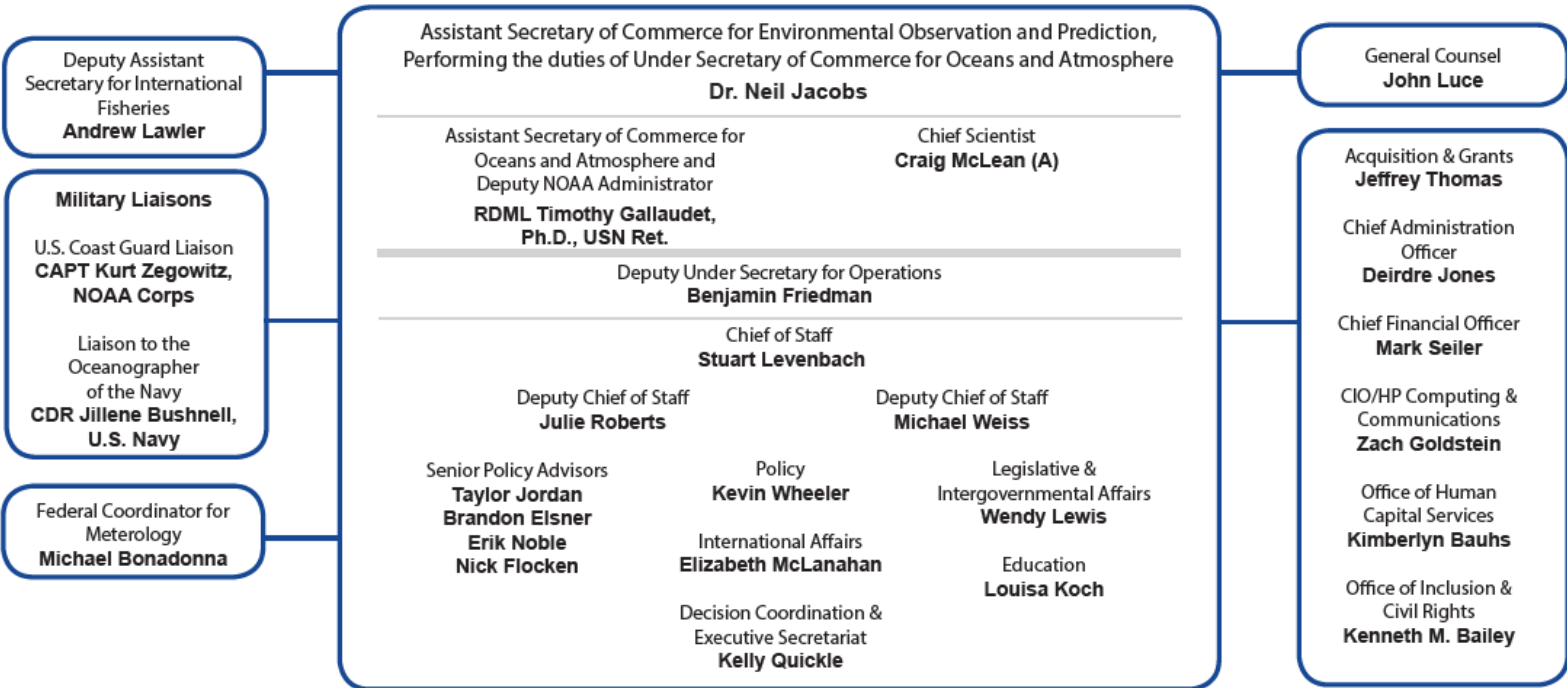 Deputy Assistant
Secretary for International
Fisheries
Andrew Lawler
Military Liaisons
U.S. Coast Guard Liaison
CAPT Kurt Zegowitz,
NOAA Corps
Liaison to the
Oceanographer
of the Navy
CDR Jillene Bushnell,
U.S. Navy
Federal Coordinator for
Meterology
Michael Bonadonna
Assistant Secretary of Commerce for Environmental Observation and Prediction,
Performing the duties of Under Secretary of Commerce for Oceans and Atmosphere
Dr. Neil Jacobs
Assistant Secretary of Commerce for
Oceans and Atmosphere and
Deputy NOAA Administrator
RDML Timothy Gallaudet,
Ph.D., USN Ret.
Chief Scientist
Craig McLean (A)
Deputy Under Secretary for Operations
Benjamin Friedman
Chief of Staff
Stuart Levenbach
Deputy Chief of Staff
Julie Roberts
Deputy Chief of Staff
Michael Weiss
Senior Policy Advisors
Taylor Jordan
Brandon Elsner
Erik Noble
Nick Flocken
Policy
Kevin Wheeler
International Affairs
Elizabeth McLanahan
Decision Coordination &
Executive Secretariat
Kelly Quickle
Legislative &
Intergovernmental Affairs
Wendy Lewis
Education
Louisa Koch
General Counsel
John Luce
Acquisition & Grants
Jeffrey Thomas
Chief Administration
Officer
Deirdre Jones
Chief Financial Officer
Mark Seiler
CIO/HP Computing &
Communications
Zach Goldstein
Office of Human
Capital Services
Kimberlyn Bauhs
Office of Inclusion &
Civil Rights
Kenneth M. Bailey